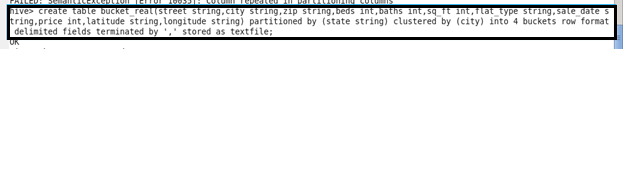 FAILED: SemanticException [Error 10035]: Column repeated in partitioning columns
hive> create table bucket_real(street string,city string,zip string,beds int,baths int,sq_ft int,flat_type string,sale_date s
tring,price int,latitude string,longitude string) partitioned by (state string) clustered by (city) into 4 buckets row format
 delimited fields terminated by ',' stored as textfile;
OK